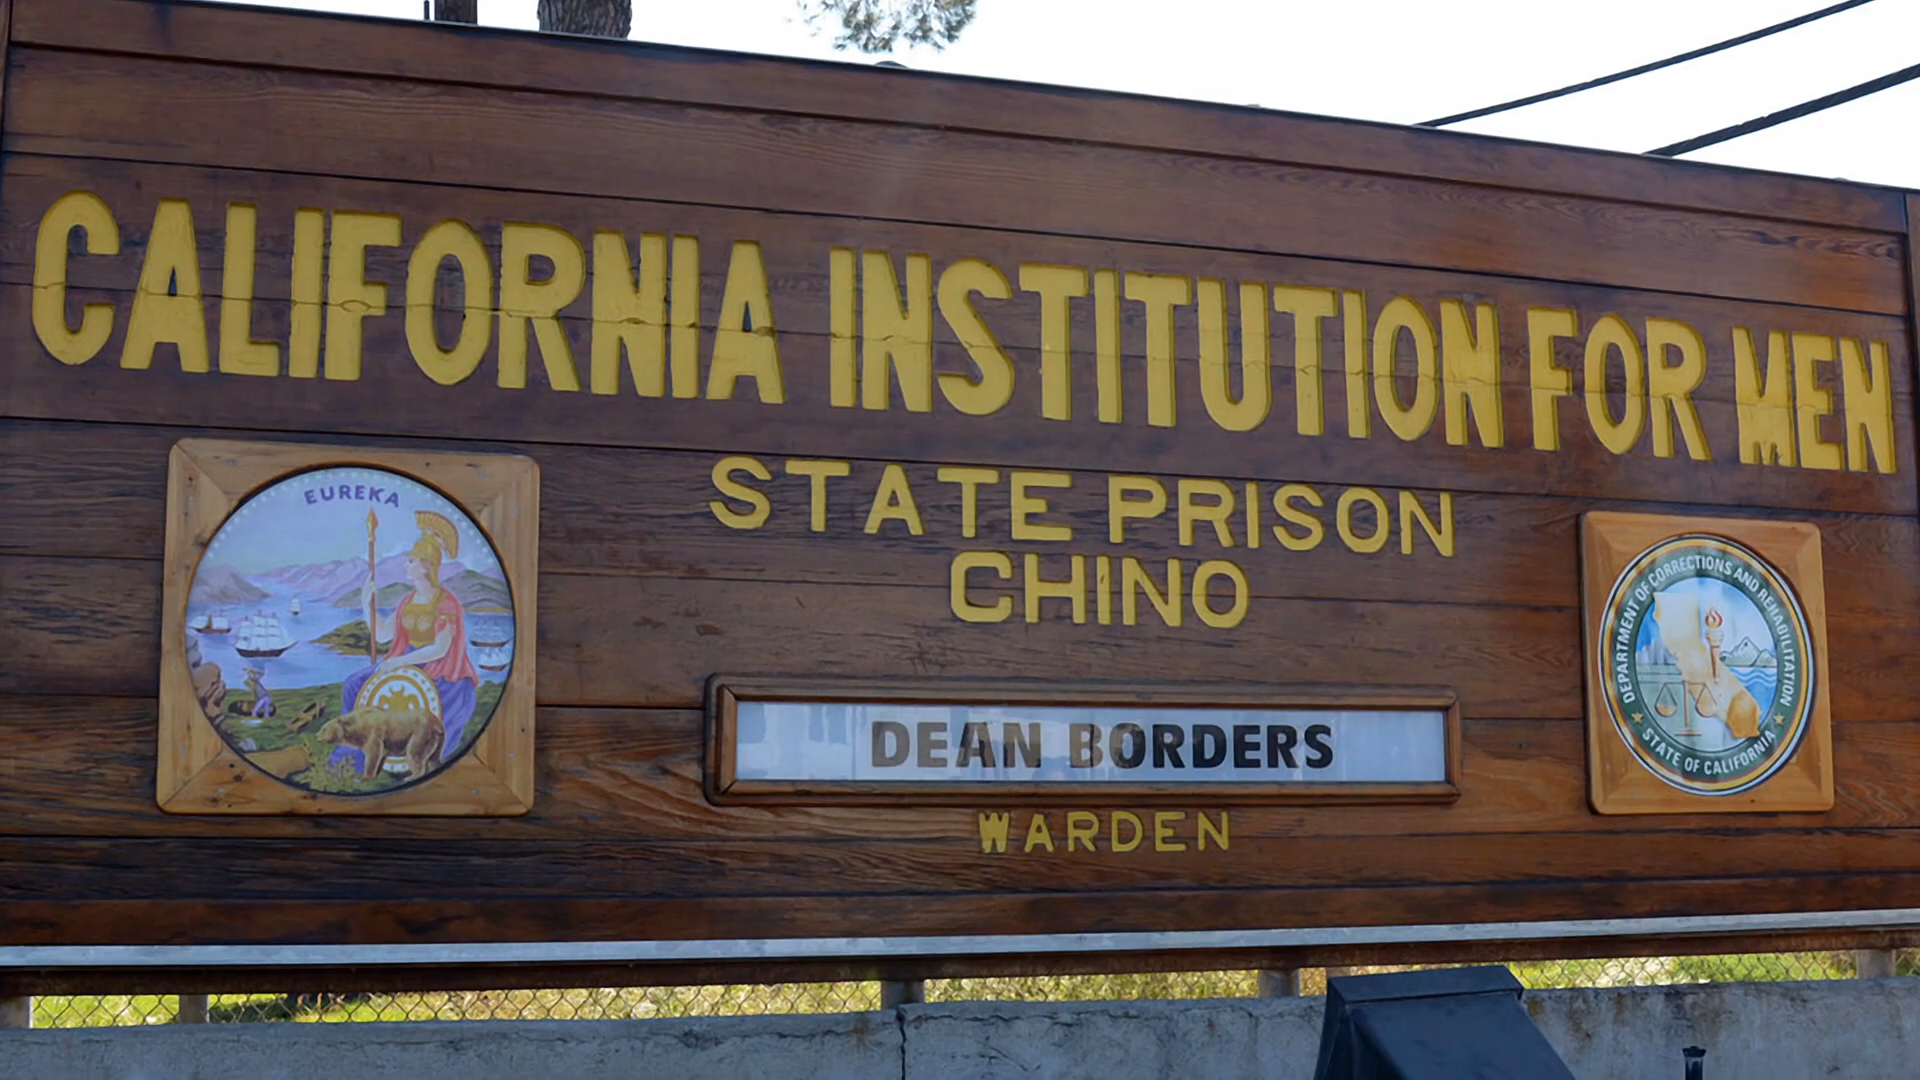 CALIFORNIA INSTITUTION FOR MEN
STATE PRISON
CHINO
EUREKA
DEPARTMENT OF CORRECTIONS AND REHABILITATION
STATE OF CALIFORNIA
DEAN BORDERS
WARDEN